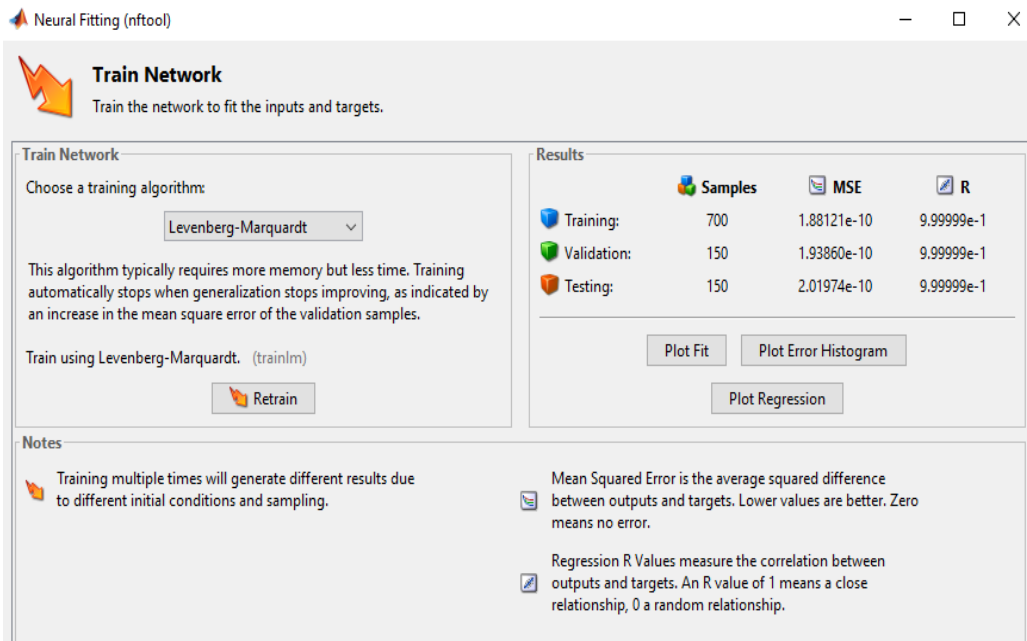 Neural Fitting (nftool)
Train Network
Train the network to fit the inputs and targets.
Train Network
Choose a training algorithm:
Levenberg-Marquardt
This algorithm typically requires more memory but less time. Training
automatically stops when generalization stops improving, as indicated by
an increase in the mean square error of the validation samples.
Train using Levenberg-Marquardt. (trainlm)
Retrain
Results
Samples MSE R
Training: 700 1.88121e-10 9.99999e-1
Validation: 150 1.93860e-10 9.99999e-1
Testing: 150 2.01974e-10 9.99999e-1
Plot Fit Plot Error Histogram
Plot Regression
Notes
Training multiple times will generate different results due
to different initial conditions and sampling.
Mean Squared Error is the average squared difference
between outputs and targets. Lower values are better. Zero
means no error.
Regression R Values measure the correlation between
outputs and targets. An R value of 1 means a close
relationship, 0 a random relationship.